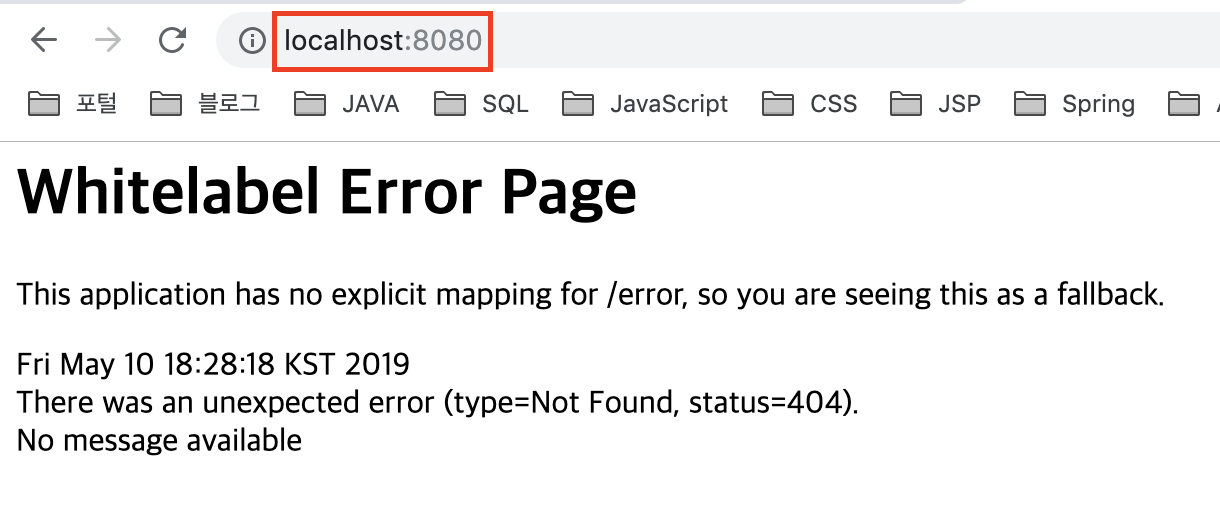 localhost:8080
포털 블로그 JAVA SQL JavaScript CSS JSP Spring
Whitelabel Error Page
This application has no explicit mapping for /error, so you are seeing this as a fallback.
Fri May 10 18:28:18 KST 2019
There was an unexpected error (type=Not Found, status=404).
No message available